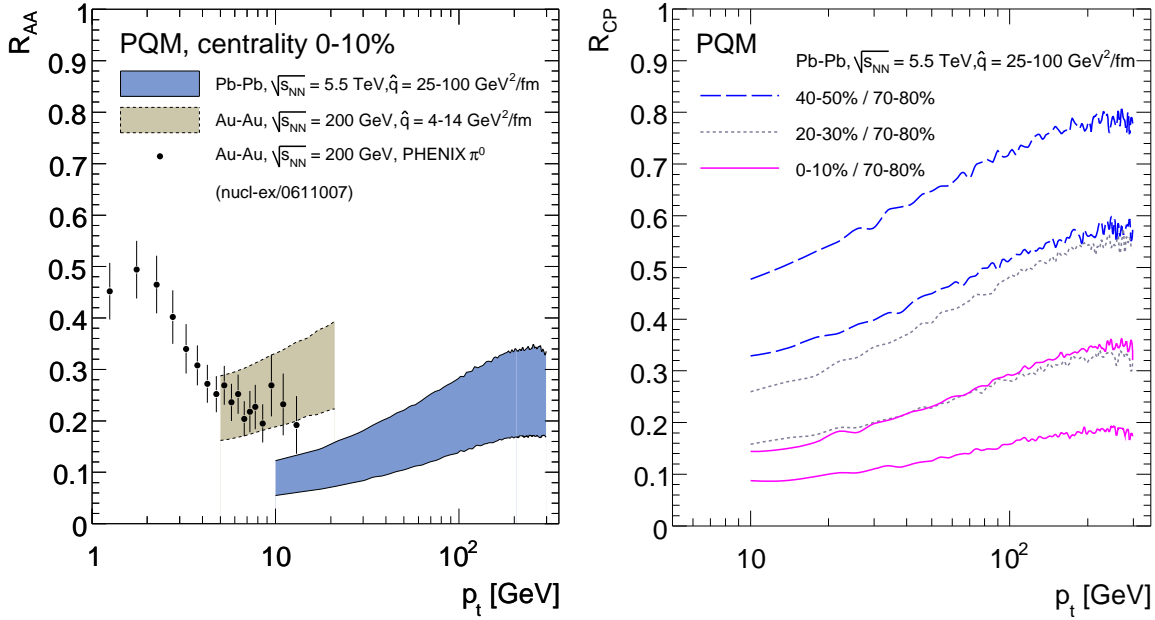 R_AA
1
0.9
0.8
0.7
0.6
0.5
0.4
0.3
0.2
0.1
0
PQM, centrality 0-10%
Pb-Pb, √s_NN = 5.5 TeV, q̂ = 25-100 GeV²/fm
Au-Au, √s_NN = 200 GeV, q̂ = 4-14 GeV²/fm
Au-Au, √s_NN = 200 GeV, PHENIX π⁰
(nucl-ex/0611007)
1 10 10²
p_t [GeV]
R_CP
1
0.9
0.8
0.7
0.6
0.5
0.4
0.3
0.2
0.1
0
PQM
Pb-Pb, √s_NN = 5.5 TeV, q̂ = 25-100 GeV²/fm
40-50% / 70-80%
20-30% / 70-80%
0-10% / 70-80%
10 10²
p_t [GeV]